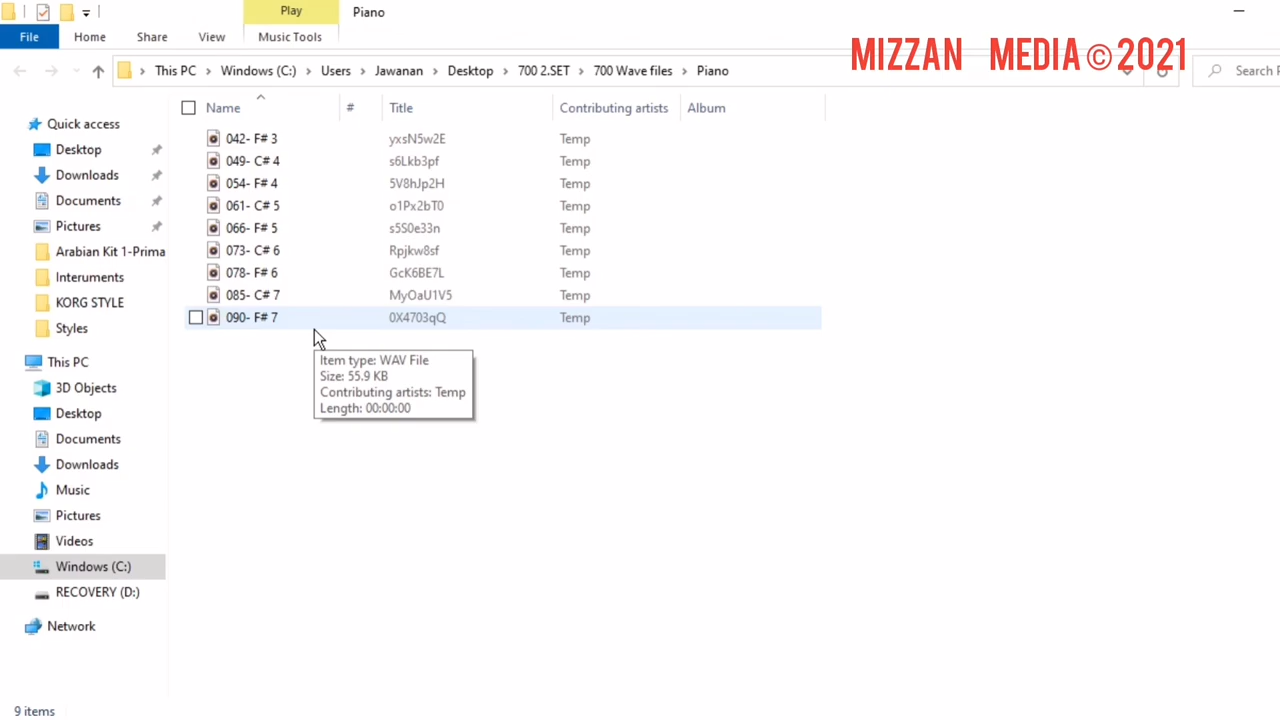 Play
Piano
File
Home
Share
View
Music Tools
MIZZAN MEDIA © 2021
This PC > Windows (C:) > Users > Jawanan > Desktop > 700 2.SET > 700 Wave files > Piano
Name # Title Contributing artists Album
042- F# 3 yxsN5w2E Temp
049- C# 4 s6Lkb3pf Temp
054- F# 4 5V8hJp2H Temp
061- C# 5 o1Px2bT0 Temp
066- F# 5 s5S0e33n Temp
073- C# 6 Rpjkw8sf Temp
078- F# 6 GcK6BE7L Temp
085- C# 7 MyOaU1V5 Temp
090- F# 7 0X4703qQ Temp
Item type: WAV File
Size: 55.9 KB
Contributing artists: Temp
Length: 00:00:00
Quick access
Desktop
Downloads
Documents
Pictures
Arabian Kit 1-Prima
Interuments
KORG STYLE
Styles
This PC
3D Objects
Desktop
Documents
Downloads
Music
Pictures
Videos
Windows (C:)
RECOVERY (D:)
Network
9 items
Search